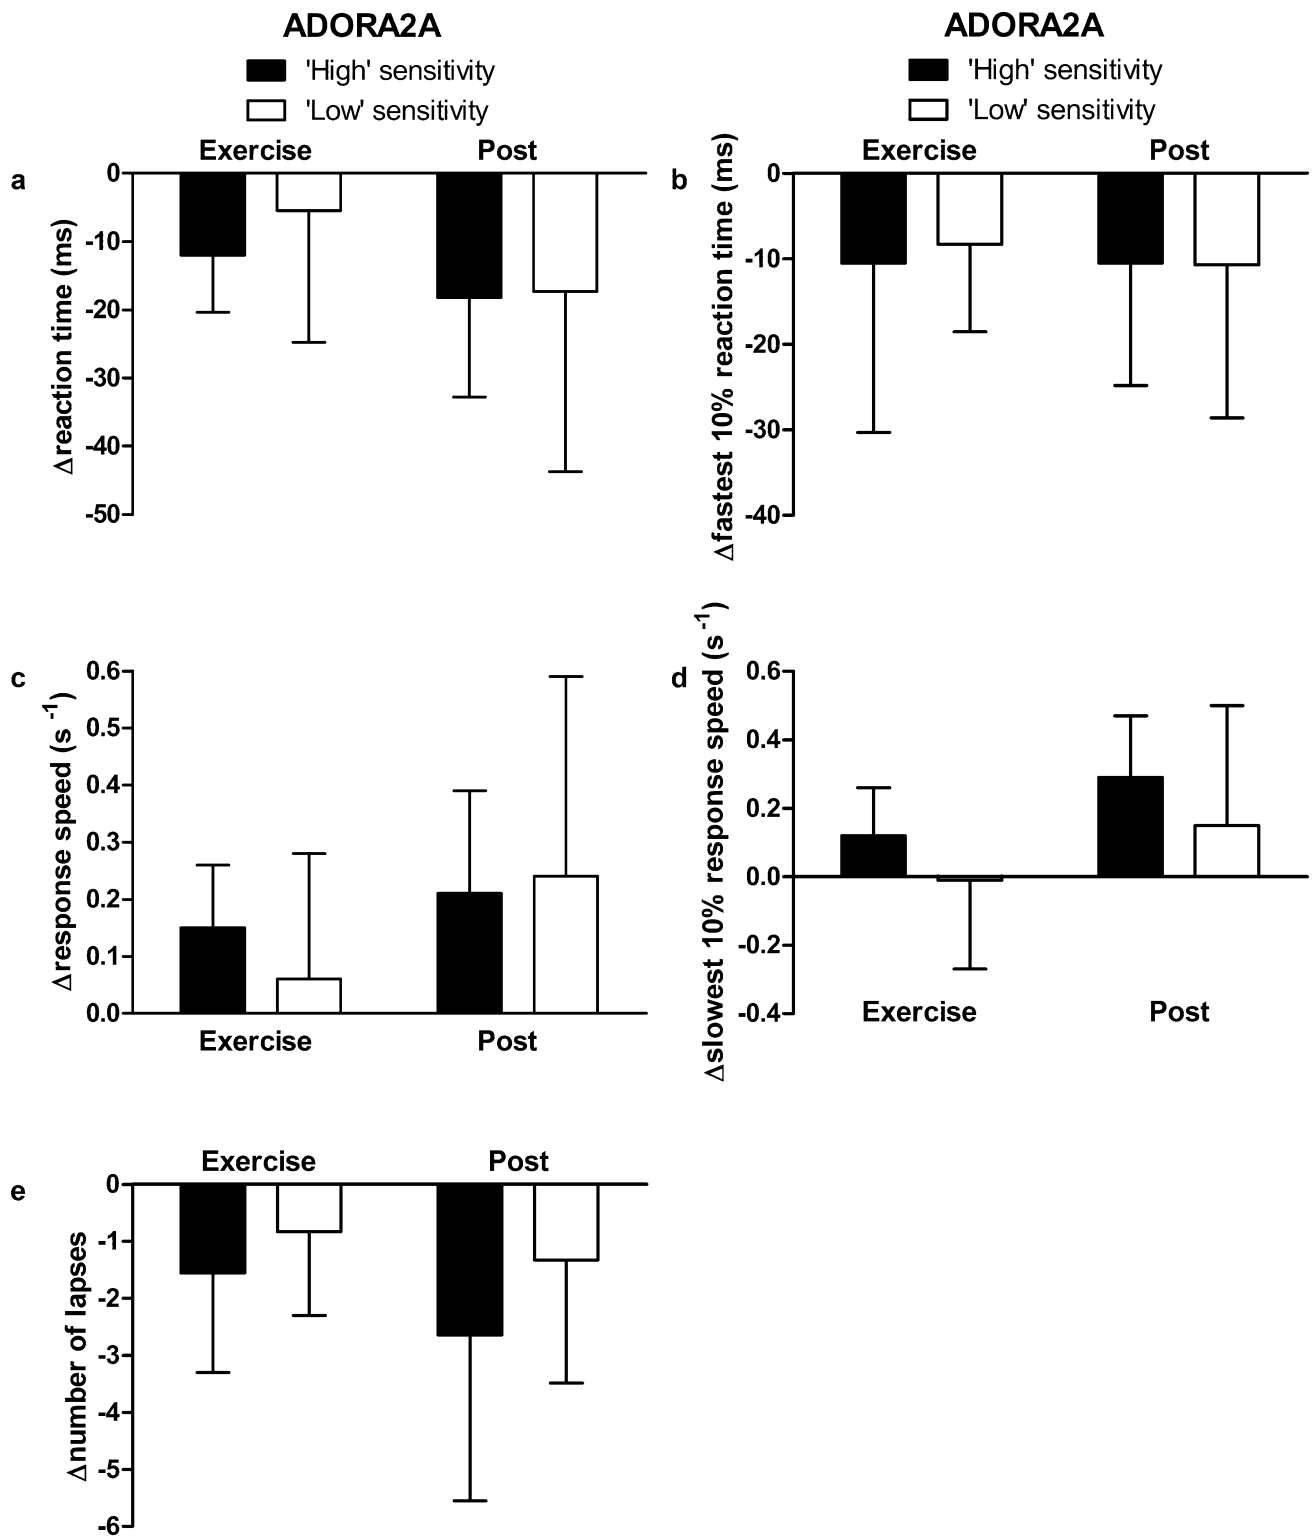 ADORA2A
'High' sensitivity
'Low' sensitivity
a
Exercise
Post
Δreaction time (ms)
0
-10
-20
-30
-40
-50
ADORA2A
'High' sensitivity
'Low' sensitivity
b
Exercise
Post
Δfastest 10% reaction time (ms)
0
-10
-20
-30
-40
c
Δresponse speed (s⁻¹)
0.6
0.5
0.4
0.3
0.2
0.1
0.0
Exercise
Post
d
Δslowest 10% response speed (s⁻¹)
0.6
0.4
0.2
0.0
-0.2
-0.4
Exercise
Post
e
Exercise
Post
Δnumber of lapses
0
-1
-2
-3
-4
-5
-6